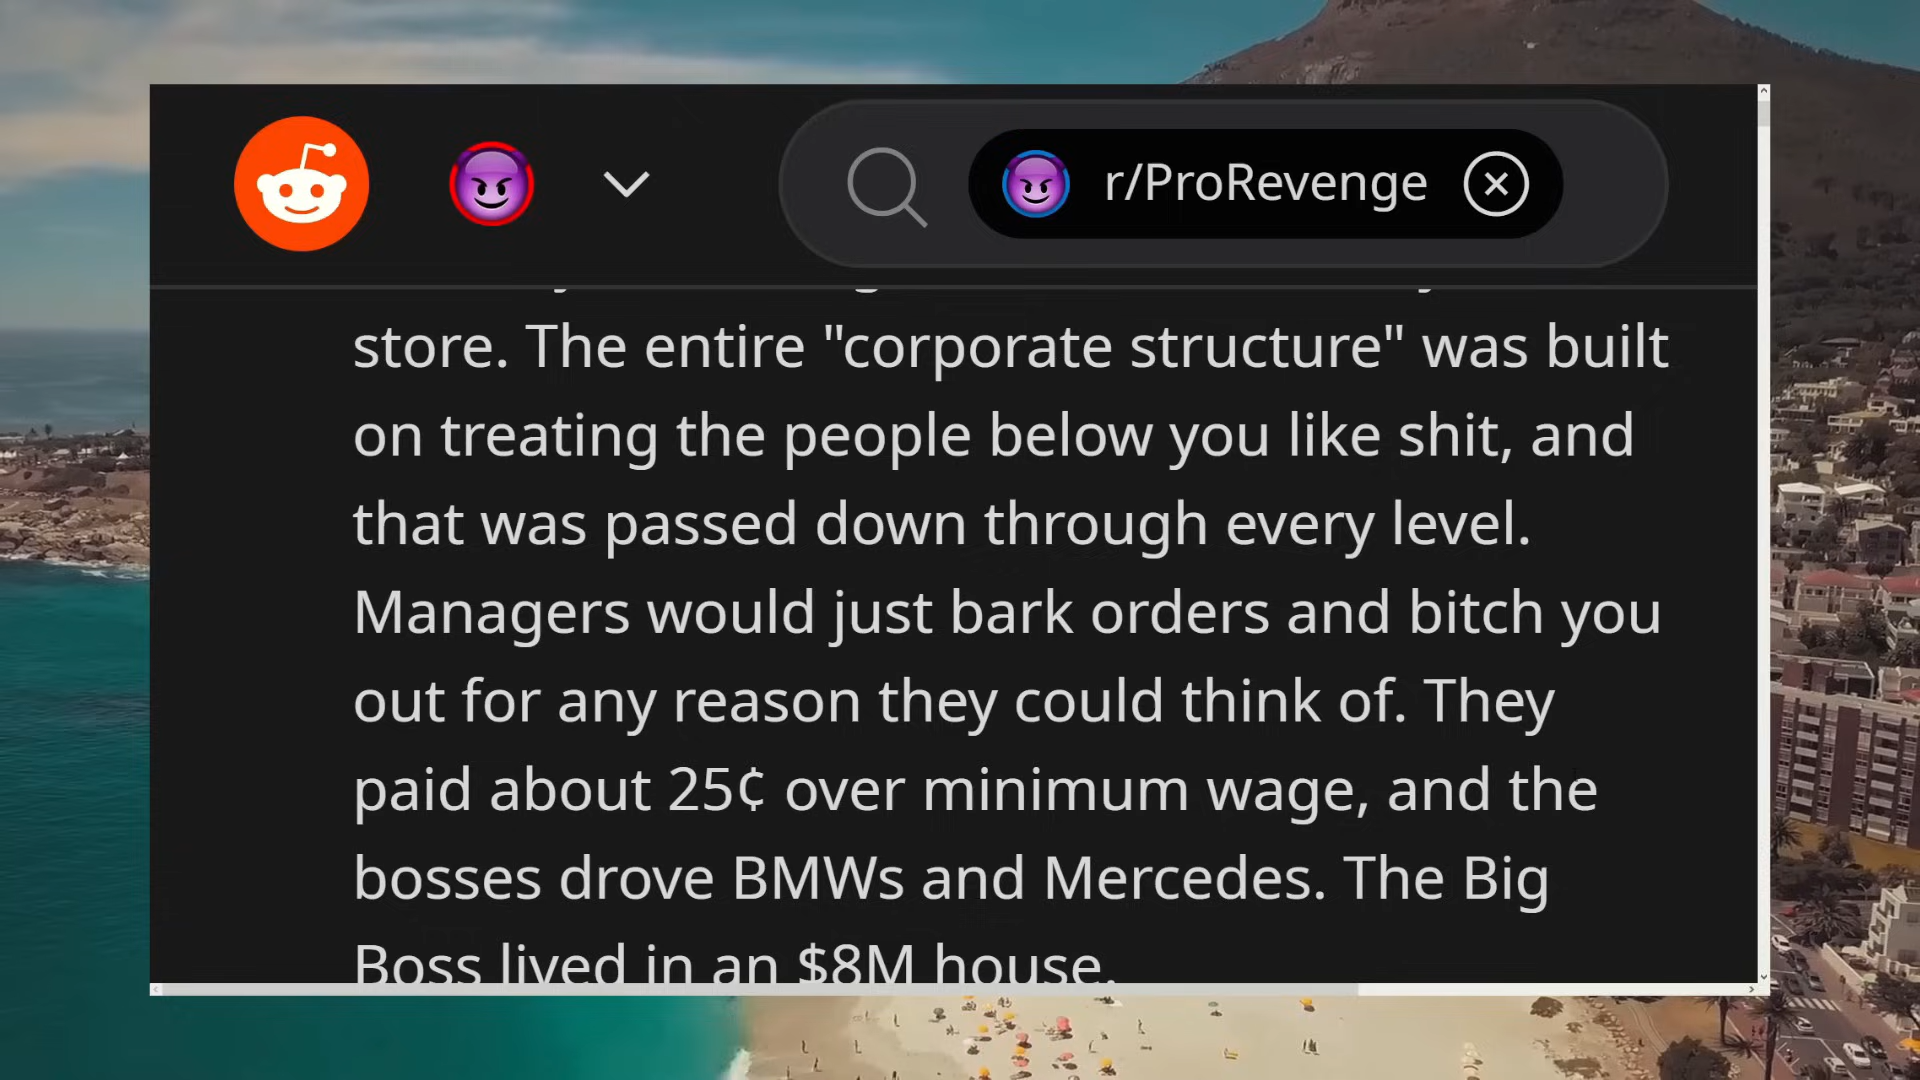 r/ProRevenge
store. The entire "corporate structure" was built
on treating the people below you like shit, and
that was passed down through every level.
Managers would just bark orders and bitch you
out for any reason they could think of. They
paid about 25¢ over minimum wage, and the
bosses drove BMWs and Mercedes. The Big
Boss lived in an $8M house.